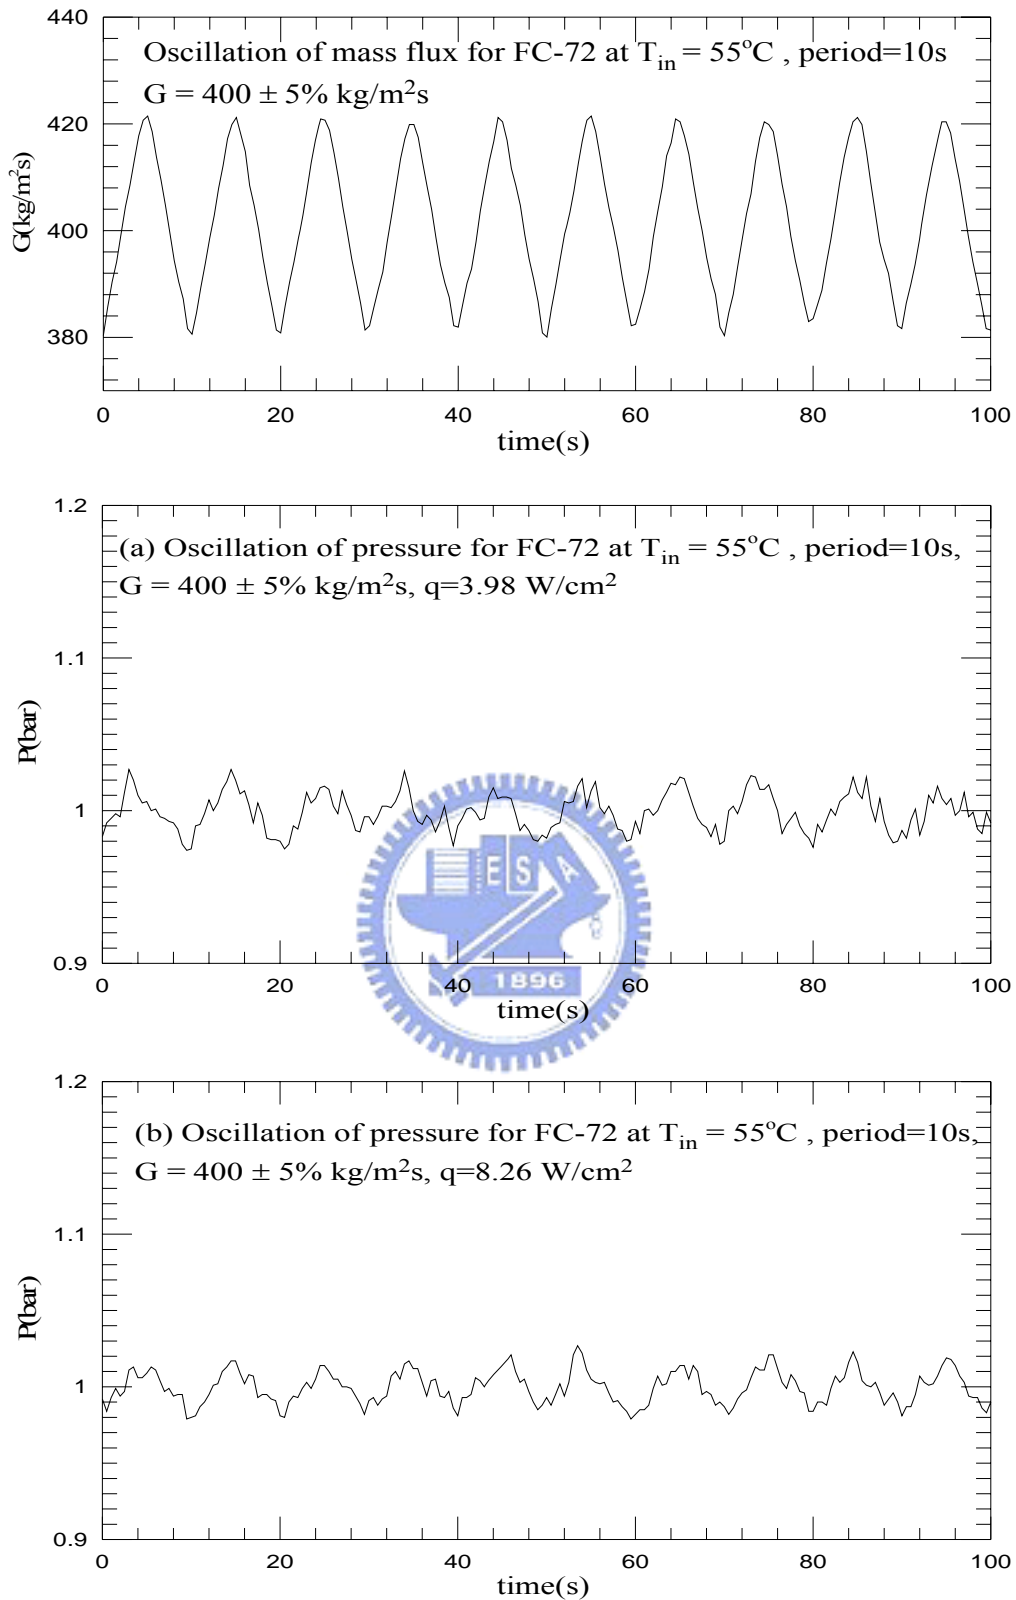 440
Oscillation of mass flux for FC-72 at Tin = 55°C , period=10s
G = 400 ± 5% kg/m²s
420
G(kg/m²s)
400
380
0 20 40 60 80 100
time(s)
1.2
(a) Oscillation of pressure for FC-72 at Tin = 55°C , period=10s,
G = 400 ± 5% kg/m²s, q=3.98 W/cm²
1.1
P(bar)
1
E S A
0.9
1896
0 20 40 60 80 100
time(s)
1.2
(b) Oscillation of pressure for FC-72 at Tin = 55°C , period=10s,
G = 400 ± 5% kg/m²s, q=8.26 W/cm²
1.1
P(bar)
1
0.9
0 20 40 60 80 100
time(s)